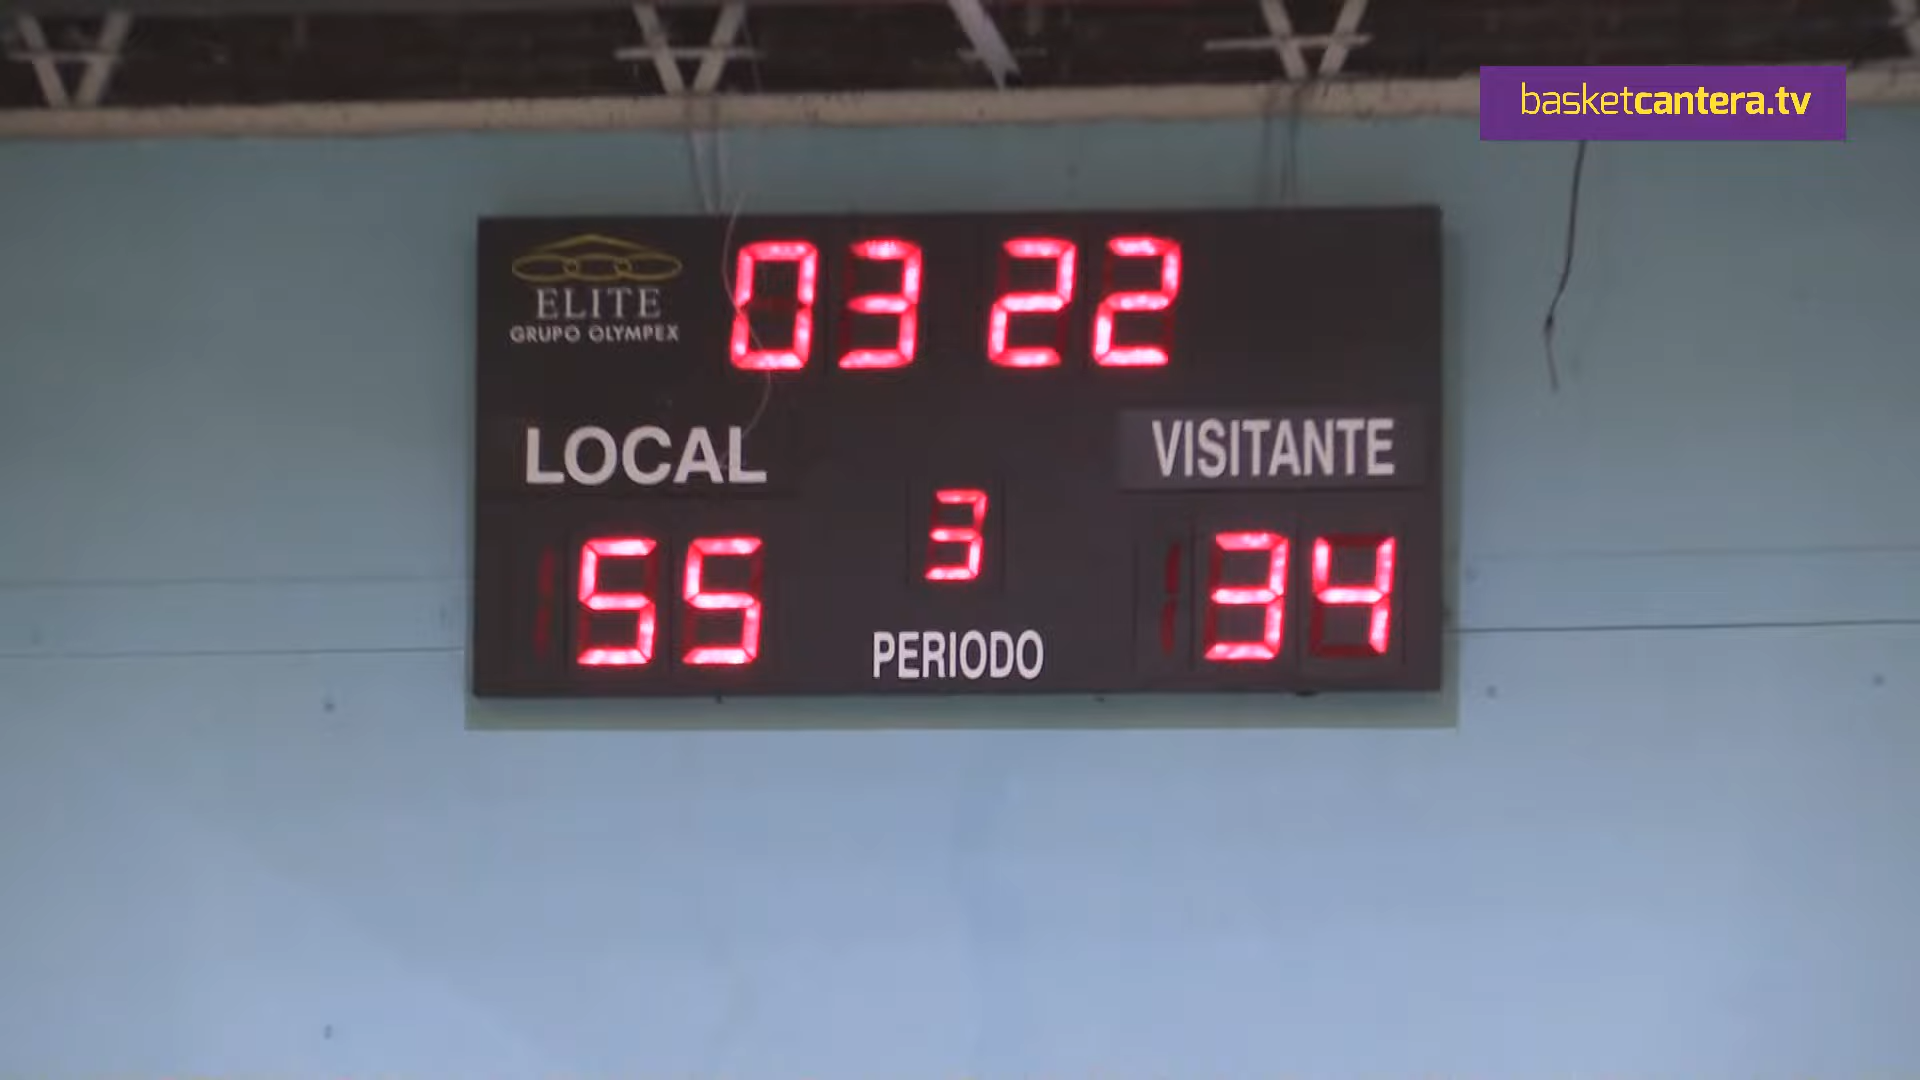 basketcantera.tv
03 22
ELITE
GRUPO OLYMPEX
LOCAL
VISITANTE
3
55
34
PERIODO